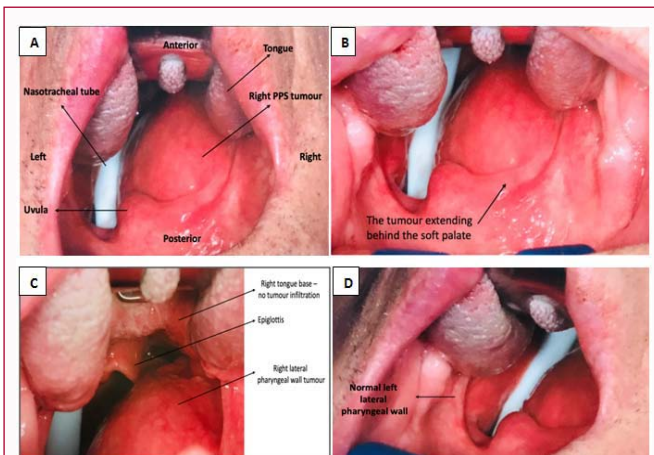 A
Anterior
Tongue
Nasotracheal tube
Right PPS tumour
Left
Right
Uvula
Posterior
B
The tumour extending
behind the soft palate
C
Right tongue base –
no tumour infiltration
Epiglottis
Right lateral
pharyngeal wall tumour
D
Normal left
lateral
pharyngeal wall